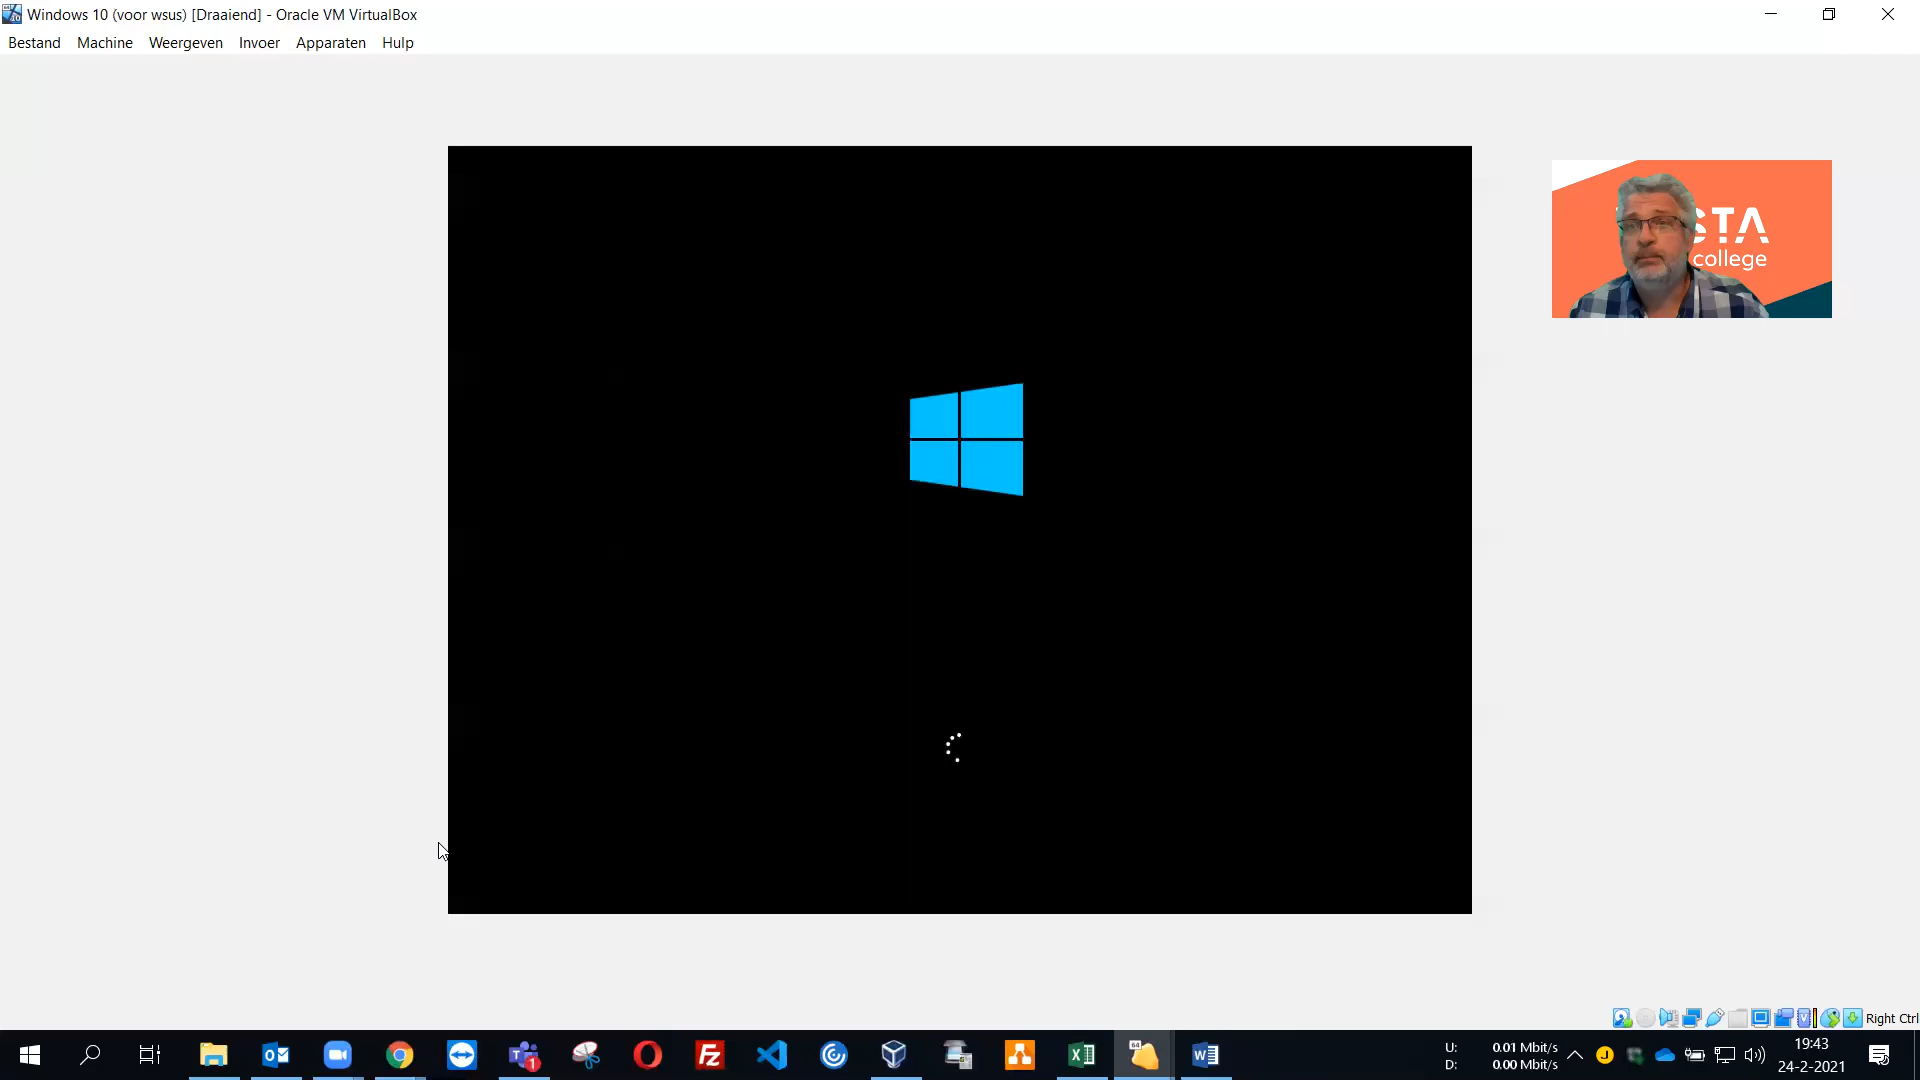 Windows 10 (voor wsus) [Draaiend] - Oracle VM VirtualBox
Bestand Machine Weergeven Invoer Apparaten Hulp
STA
college
Right Ctrl
U: 0.01 Mbit/s
D: 0.00 Mbit/s
19:43
24-2-2021